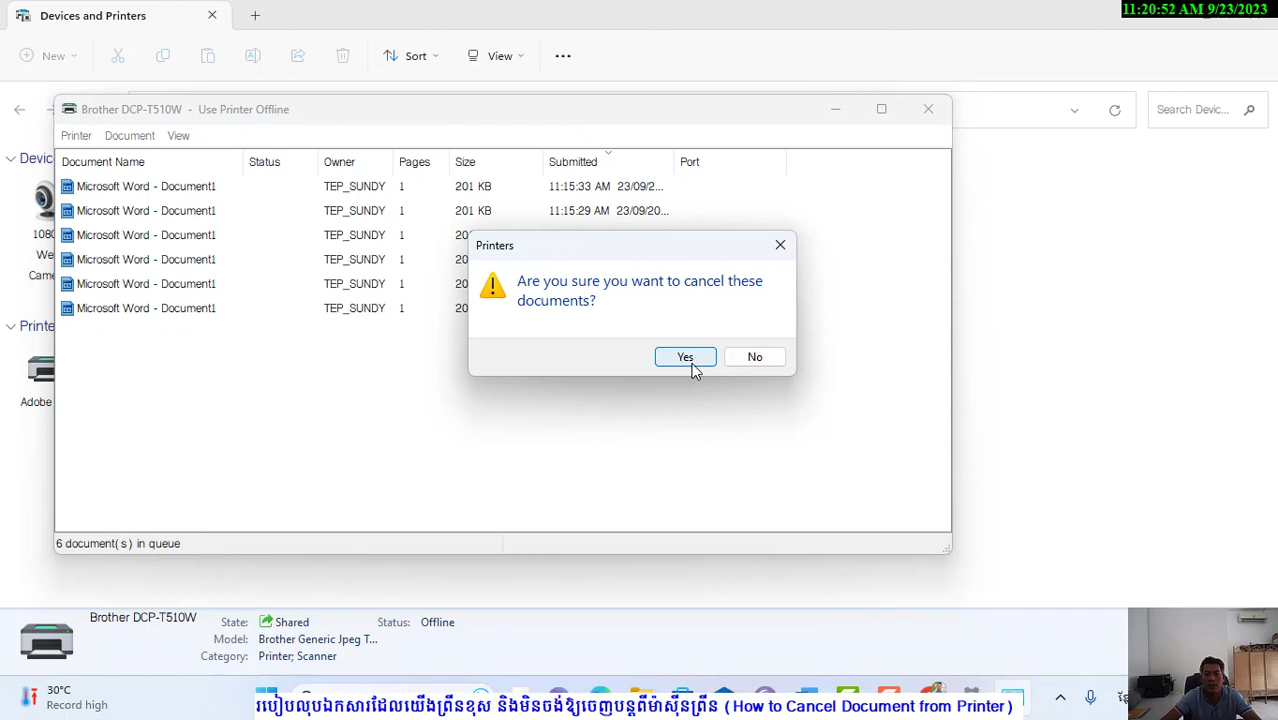 Devices and Printers
11:20:52 AM 9/23/2023
New
Sort
View
Search Devic...
Brother DCP-T510W - Use Printer Offline
Printer Document View
Document Name Status Owner Pages Size Submitted Port
Microsoft Word - Document1 TEP_SUNDY 1 201 KB 11:15:33 AM 23/09/2...
Microsoft Word - Document1 TEP_SUNDY 1 201 KB 11:15:29 AM 23/09/20...
Microsoft Word - Document1 TEP_SUNDY 1 20
Microsoft Word - Document1 TEP_SUNDY 1 20
Microsoft Word - Document1 TEP_SUNDY 1 20
Microsoft Word - Document1 TEP_SUNDY 1 20
Printers
Are you sure you want to cancel these
documents?
Yes No
6 document(s) in queue
Devic
1080
We
Came
Printe
Adobe
Brother DCP-T510W
State: Shared Status: Offline
Model: Brother Generic Jpeg T...
Category: Printer; Scanner
30°C
Record high
របៀបលុបឯកសារដែលយើងព្រីនខុស និងមិនចង់ឱ្យចេញបន្តពីម៉ាស៊ីនព្រីន (How to Cancel Document from Printer)